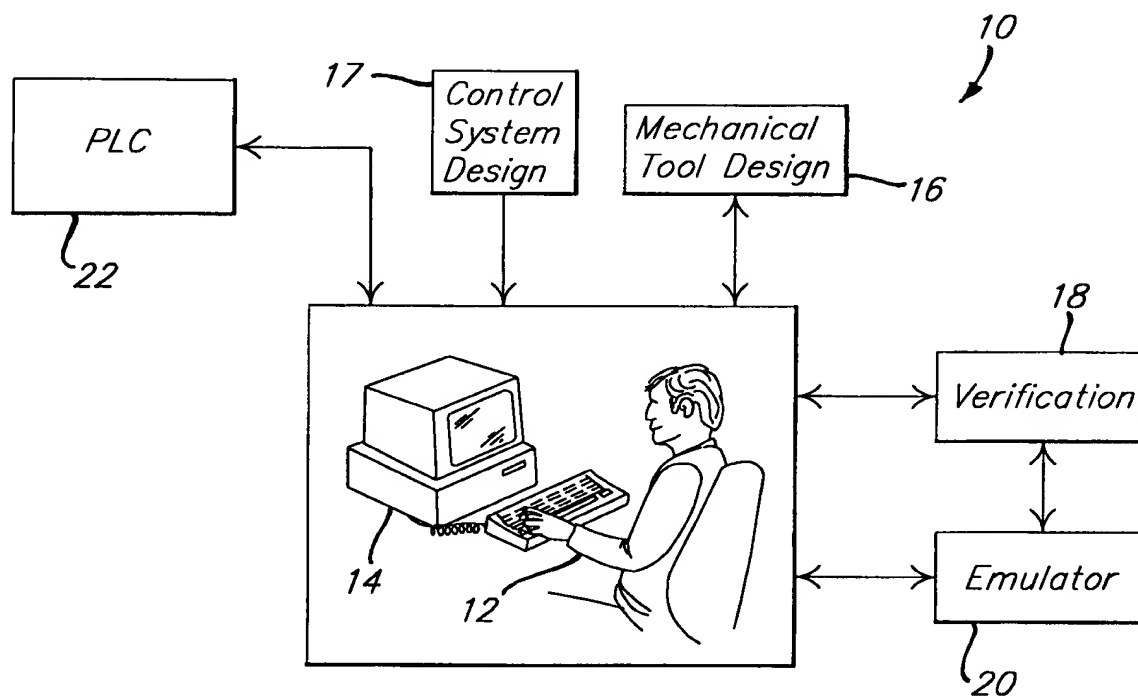 10
17
Control
System
Design
PLC
Mechanical
Tool Design
16
22
18
Verification
14
12
Emulator
20